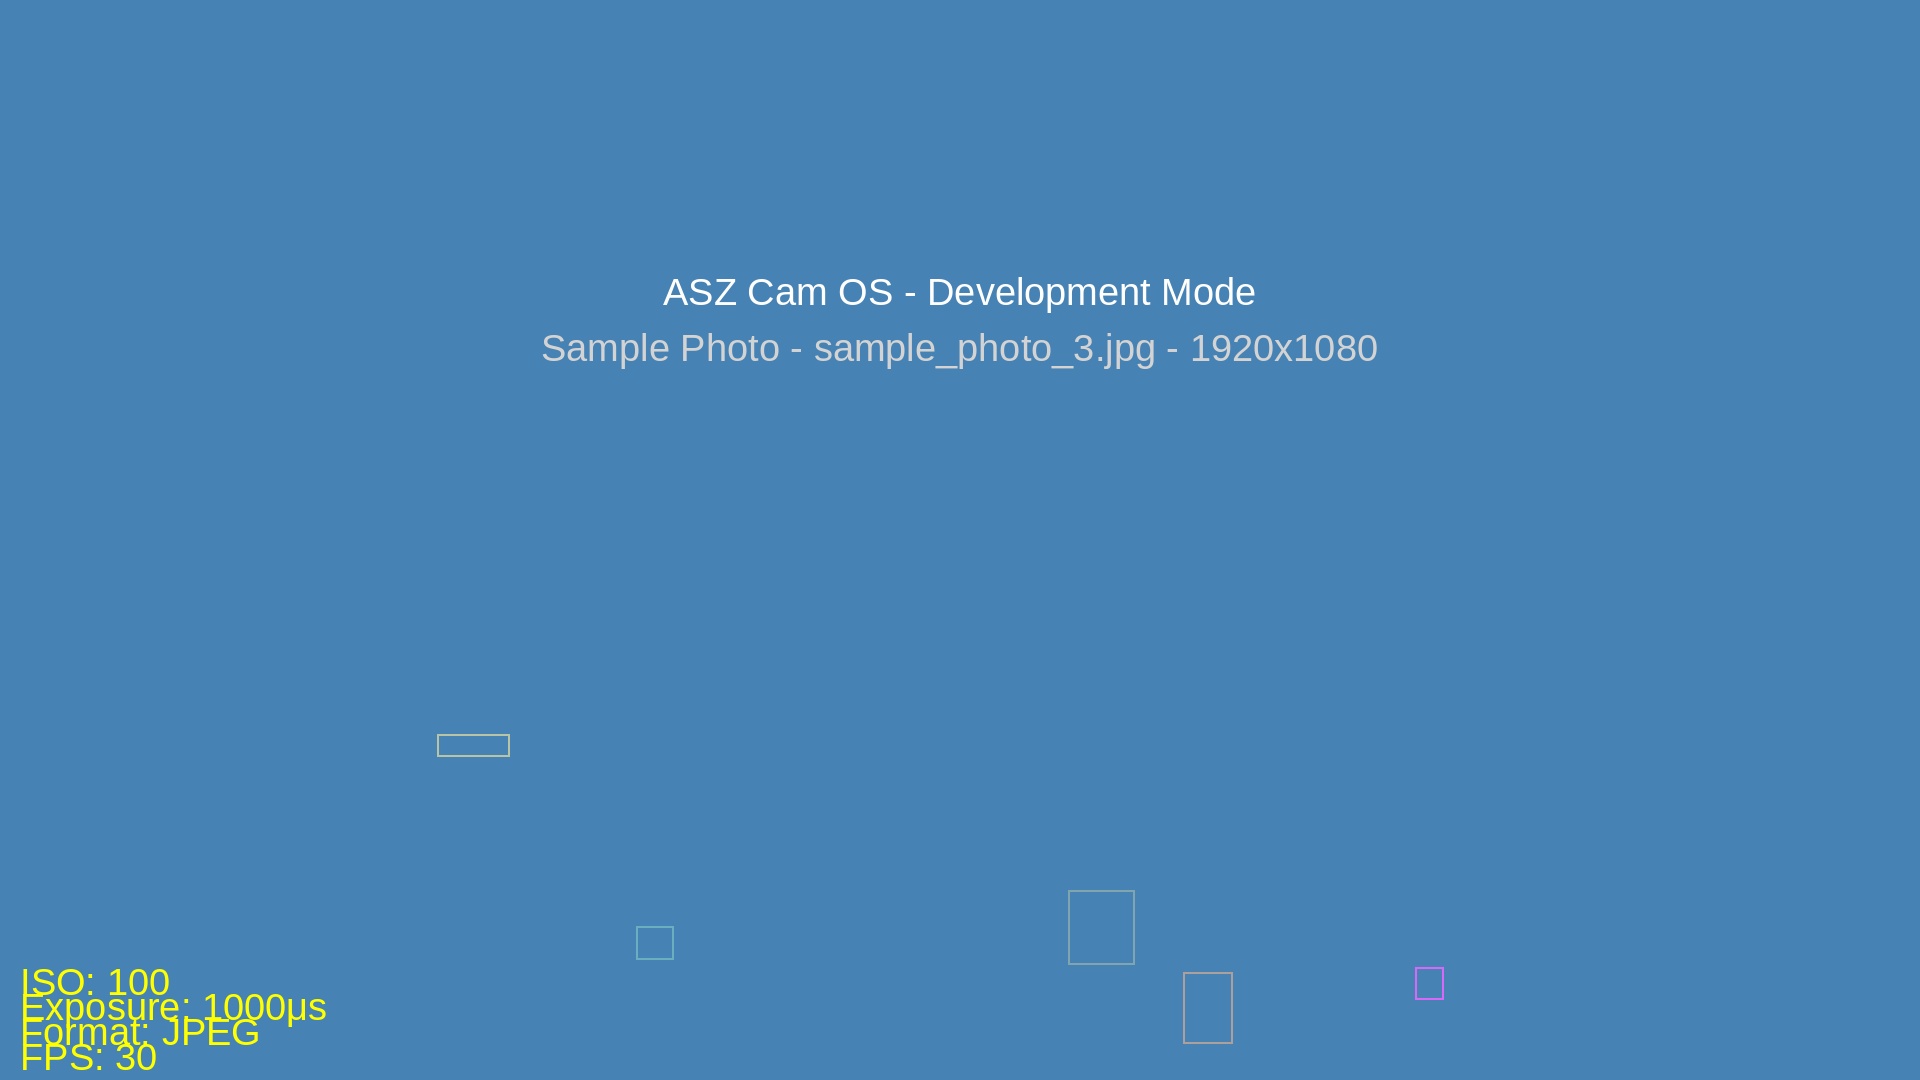 ASZ Cam OS - Development Mode
Sample Photo - sample_photo_3.jpg - 1920x1080
ISO: 100
Exposure: 1000μs
Format: JPEG
FPS: 30